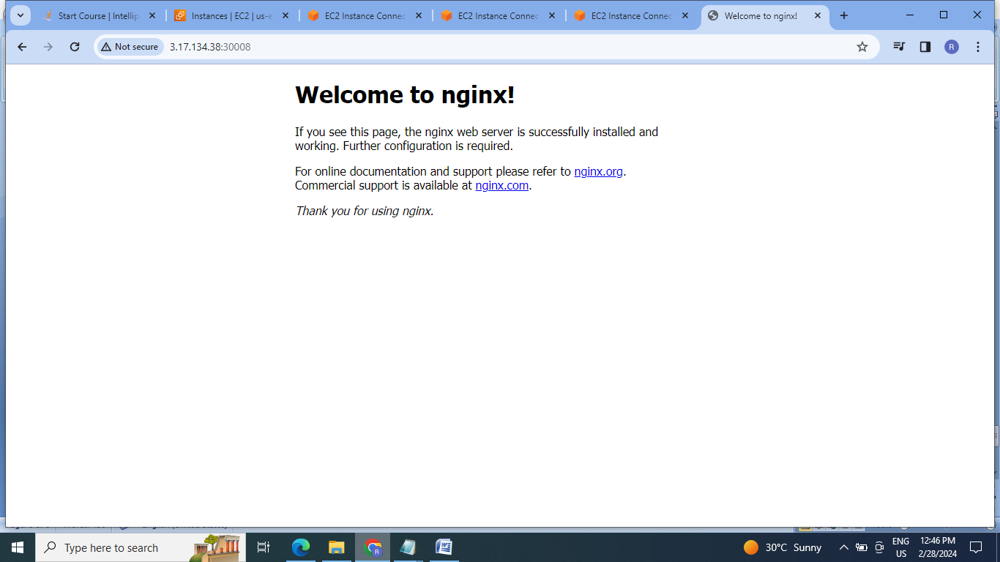 Start Course | Intellip
Instances | EC2 | us-e
EC2 Instance Connec
EC2 Instance Connec
EC2 Instance Connec
Welcome to nginx!
Not secure
3.17.134.38:30008
R
Welcome to nginx!
If you see this page, the nginx web server is successfully installed and
working. Further configuration is required.
For online documentation and support please refer to nginx.org.
Commercial support is available at nginx.com.
Thank you for using nginx.
Type here to search
R
W
30°C Sunny
ENG
US
12:46 PM
2/28/2024